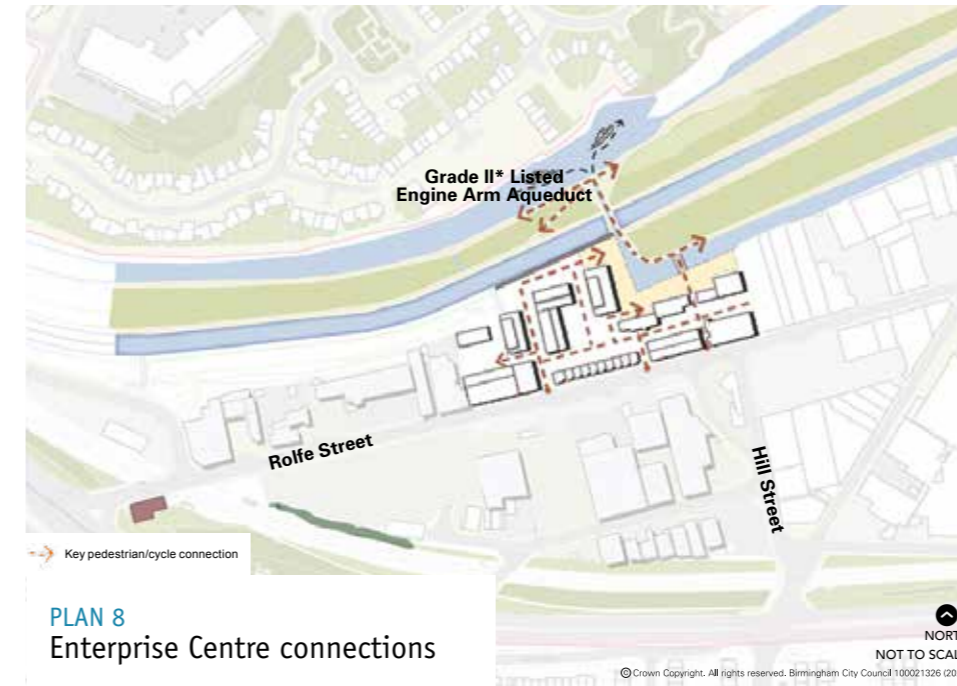 Grade II* Listed
Engine Arm Aqueduct
Rolfe Street
Hill Street
Key pedestrian/cycle connection
PLAN 8
Enterprise Centre connections
NORT
NOT TO SCAL
© Crown Copyright. All rights reserved. Birmingham City Council 100021326 (20